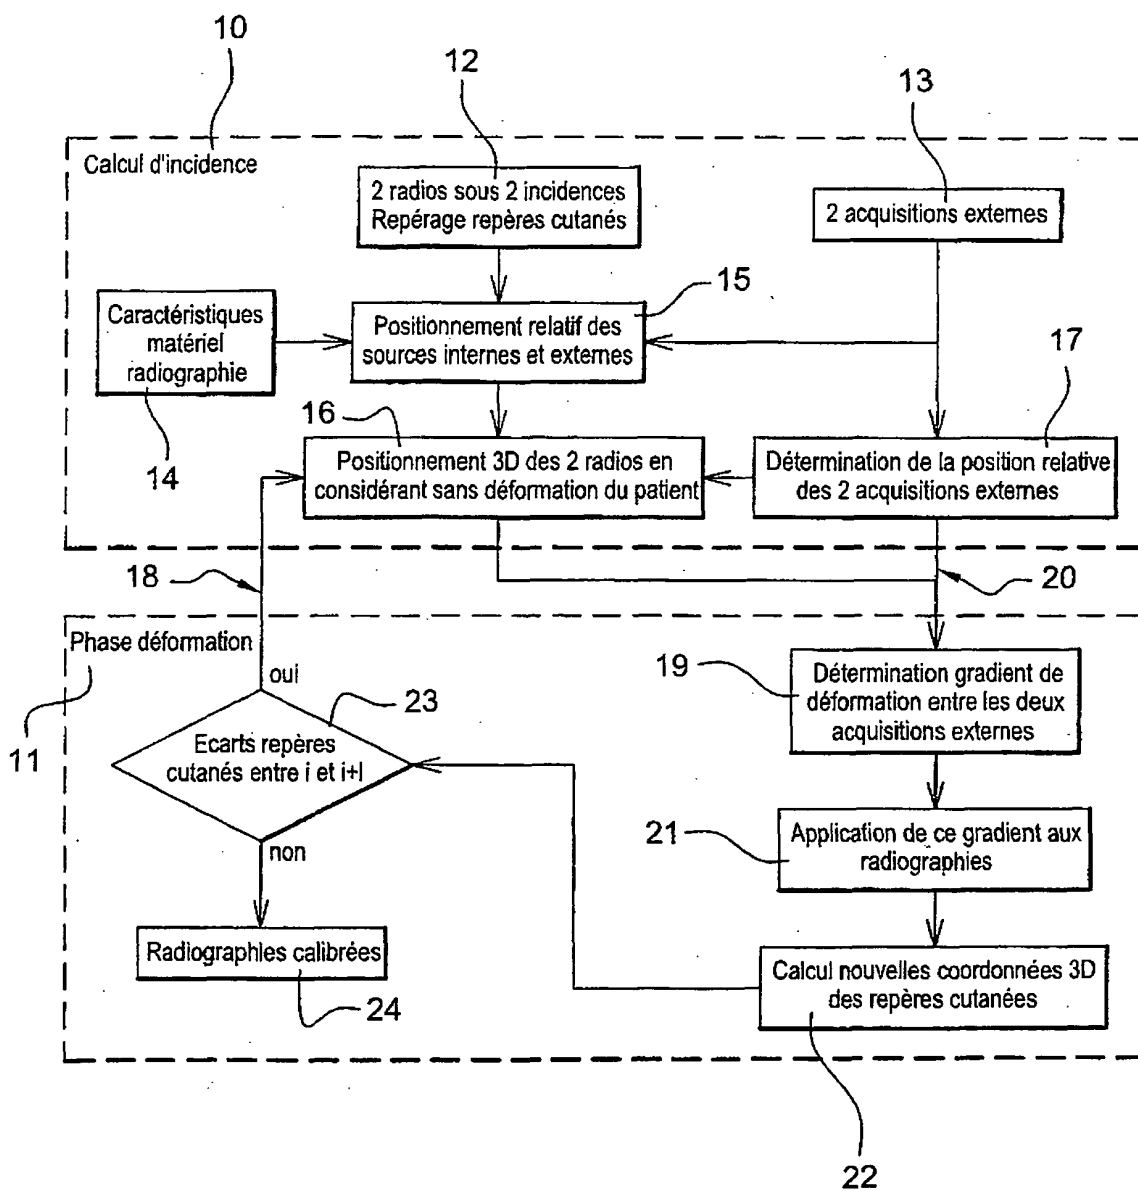 10
12
13
Calcul d'incidence
2 radios sous 2 incidences
Repérage repères cutanés
2 acquisitions externes
15
Caractéristiques
matériel
radiographie
Positionnement relatif des
sources internes et externes
17
14
16
Positionnement 3D des 2 radios en
considérant sans déformation du patient
Détermination de la position relative
des 2 acquisitions externes
18
20
Phase déformation
oui
11
23
Ecarts repères
cutanés entre i et i+l
non
19
Détermination gradient de
déformation entre les deux
acquisitions externes
21
Application de ce gradient aux
radiographies
Radiographies calibrées
24
Calcul nouvelles coordonnées 3D
des repères cutanées
22